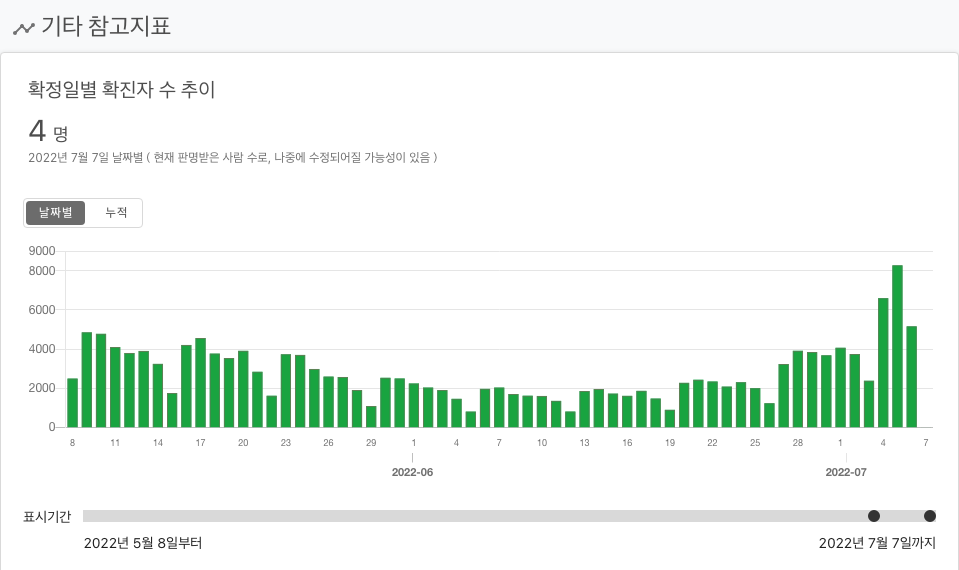 기타 참고지표
확정일별 확진자 수 추이
4 명
2022년 7월 7일 날짜별 ( 현재 판명받은 사람 수로, 나중에 수정되어질 가능성이 있음 )
날짜별 누적
9000
8000
6000
4000
2000
0
8 11 14 17 20 23 26 29 1 4 7 10 13 16 19 22 25 28 1 4 7
2022-06 2022-07
표시기간
2022년 5월 8일부터 2022년 7월 7일까지